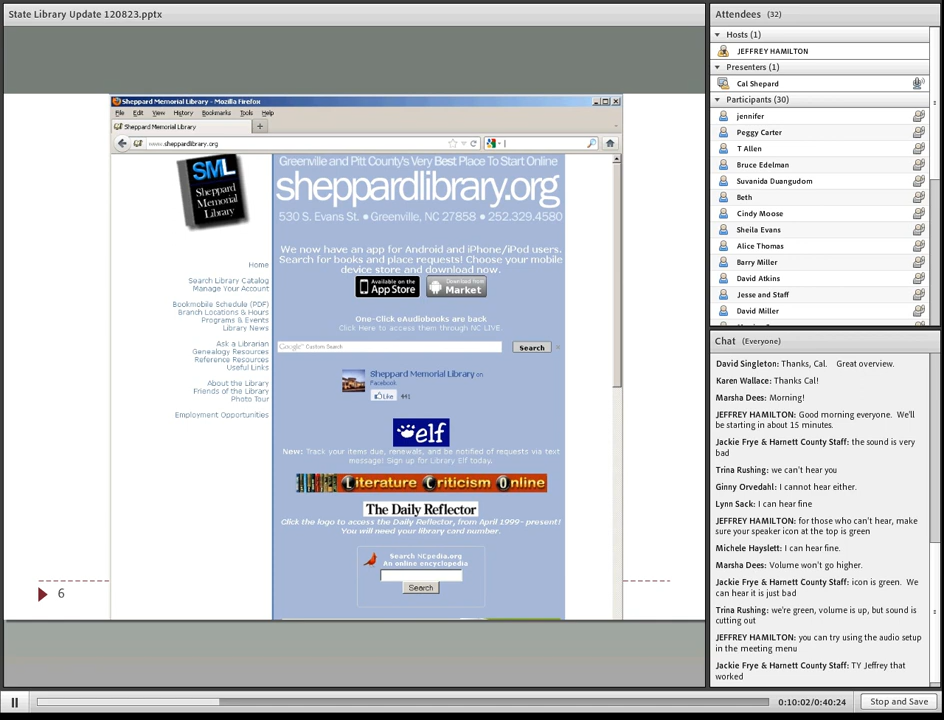 State Library Update 120823.pptx
Sheppard Memorial Library - Mozilla Firefox
File Edit View History Bookmarks Tools Help
Sheppard Memorial Library
www.sheppardlibrary.org
SML
Sheppard
Memorial
Library
Home
Search Library Catalog
Manage Your Account
Bookmobile Schedule (PDF)
Branch Locations & Hours
Programs & Events
Library News
Ask a Librarian
Genealogy Resources
Reference Resources
Useful Links
About the Library
Friends of the Library
Photo Tour
Employment Opportunities
Greenville and Pitt County's Very Best Place To Start Online
sheppardlibrary.org
530 S. Evans St. ● Greenville, NC 27858 ● 252.329.4580
We now have an app for Android and iPhone/iPod users.
Search for books and place requests! Choose your mobile
device store and download now.
Available on the
App Store
Download from
Market
One-Click eAudiobooks are back
Click Here to access them through NC LIVE.
Google™ Custom Search
Search
Sheppard Memorial Library on
Facebook
Like 441
elf
New: Track your items due, renewals, and be notified of requests via text
message! Sign up for Library Elf today.
Literature Criticism Online
The Daily Reflector
Click the logo to access the Daily Reflector, from April 1999- present!
You will need your library card number.
Search NCpedia.org
An online encyclopedia
Search
6
Attendees (32)
Hosts (1)
JEFFREY HAMILTON
Presenters (1)
Cal Shepard
Participants (30)
jennifer
Peggy Carter
T Allen
Bruce Edelman
Suvanida Duangudom
Beth
Cindy Moose
Sheila Evans
Alice Thomas
Barry Miller
David Atkins
Jesse and Staff
David Miller
Chat (Everyone)
David Singleton: Thanks, Cal. Great overview.
Karen Wallace: Thanks Cal!
Marsha Dees: Morning!
JEFFREY HAMILTON: Good morning everyone. We'll
be starting in about 15 minutes.
Jackie Frye & Harnett County Staff: the sound is very
bad
Trina Rushing: we can't hear you
Ginny Orvedahl: I cannot hear either.
Lynn Sack: I can hear fine
JEFFREY HAMILTON: for those who can't hear, make
sure your speaker icon at the top is green
Michele Hayslett: I can hear fine.
Marsha Dees: Volume won't go higher.
Jackie Frye & Harnett County Staff: icon is green. We
can hear it is just bad
Trina Rushing: we're green, volume is up, but sound is
cutting out
JEFFREY HAMILTON: you can try using the audio setup
in the meeting menu
Jackie Frye & Harnett County Staff: TY Jeffrey that
worked
0:10:02/0:40:24
Stop and Save